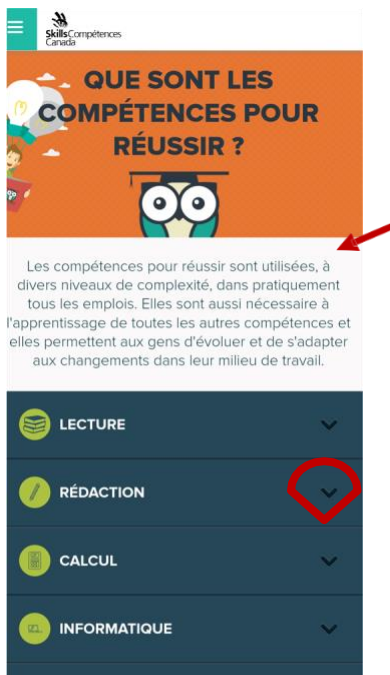 Skills Compétences
Canada
QUE SONT LES
COMPÉTENCES POUR
RÉUSSIR ?
Les compétences pour réussir sont utilisées, à
divers niveaux de complexité, dans pratiquement
tous les emplois. Elles sont aussi nécessaire à
l'apprentissage de toutes les autres compétences et
elles permettent aux gens d'évoluer et de s'adapter
aux changements dans leur milieu de travail.
LECTURE
RÉDACTION
CALCUL
INFORMATIQUE